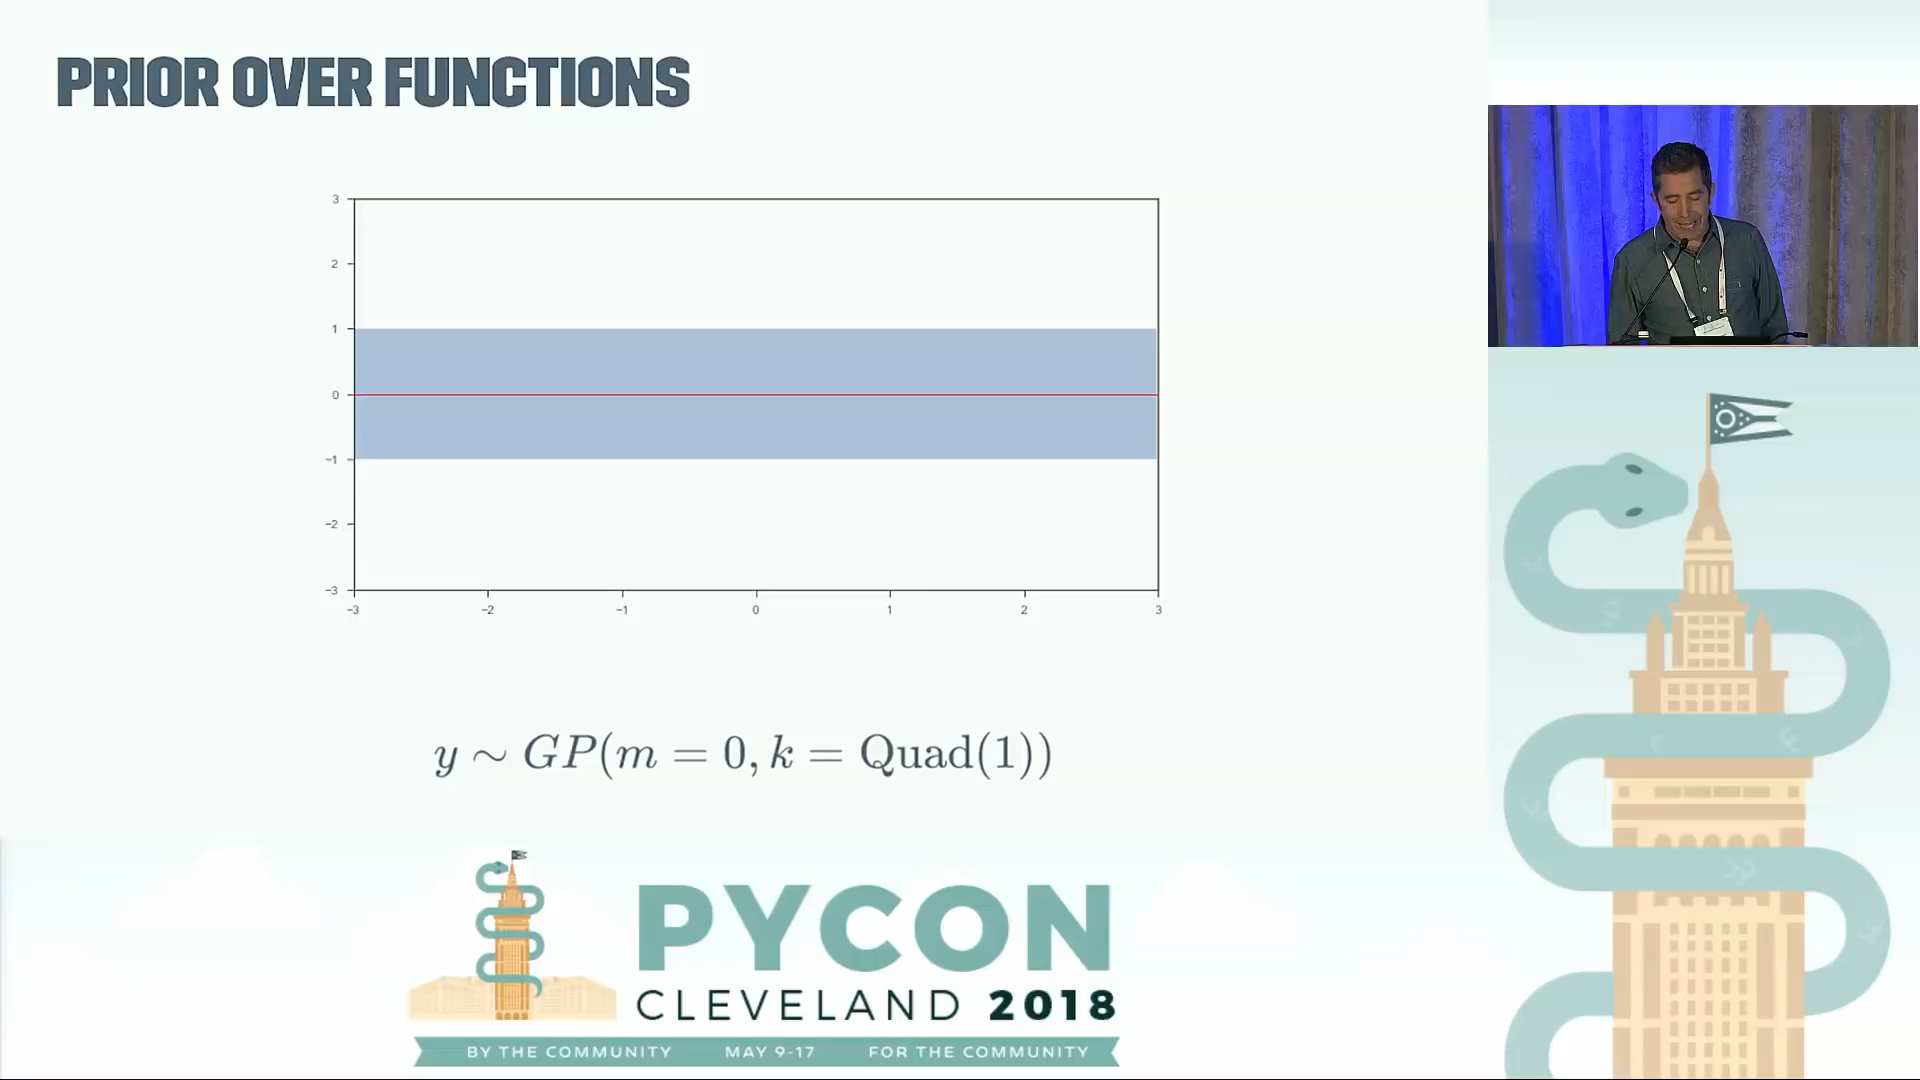 PRIOR OVER FUNCTIONS
3
2
1
0
−1
−2
−3
−3 −2 −1 0 1 2 3
y ∼ GP(m = 0, k = Quad(1))
PYCON
CLEVELAND 2018
BY THE COMMUNITY MAY 9-17 FOR THE COMMUNITY